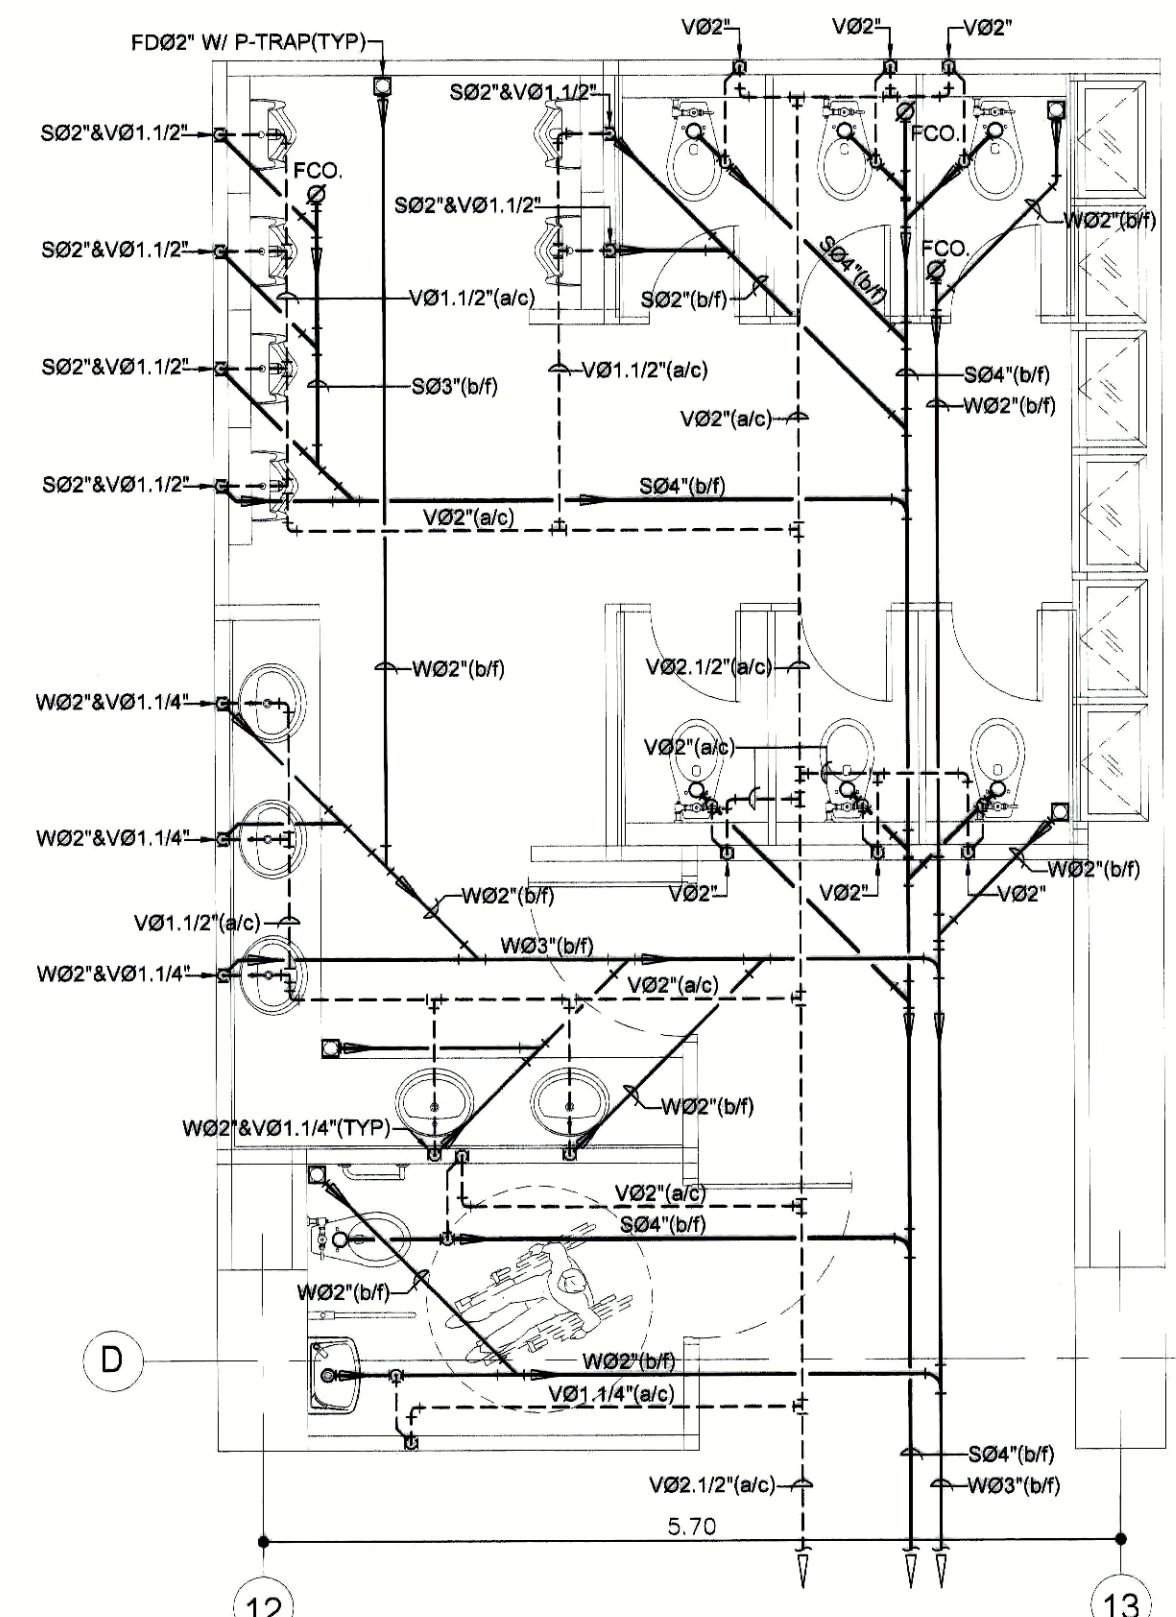 VØ2" VØ2" VØ2"
FDØ2" W/ P-TRAP(TYP)
SØ2"&VØ1.1/2"
SØ2"&VØ1.1/2"
FCO.
FCO.
SØ2"&VØ1.1/2"
WØ2"(b/f)
SØ2"&VØ1.1/2"
FCO.
SØ4"(b/f)
VØ1.1/2"(a/c)
SØ2"(b/f)
SØ2"&VØ1.1/2"
VØ1.1/2"(a/c)
SØ4"(b/f)
SØ3"(b/f)
WØ2"(b/f)
VØ2"(a/c)
SØ2"&VØ1.1/2"
SØ4"(b/f)
VØ2"(a/c)
WØ2"(b/f)
VØ2.1/2"(a/c)
WØ2"&VØ1.1/4"
VØ2"(a/c)
WØ2"&VØ1.1/4"
WØ2"(b/f)
WØ2"(b/f)
VØ2" VØ2" VØ2"
VØ1.1/2"(a/c)
WØ3"(b/f)
WØ2"&VØ1.1/4"
VØ2"(a/c)
WØ2"(b/f)
WØ2"&VØ1.1/4"(TYP)
VØ2"(a/c)
SØ4"(b/f)
WØ2"(b/f)
D
WØ2"(b/f)
VØ1.1/4"(a/c)
SØ4"(b/f)
VØ2.1/2"(a/c)
WØ3"(b/f)
5.70
12 13